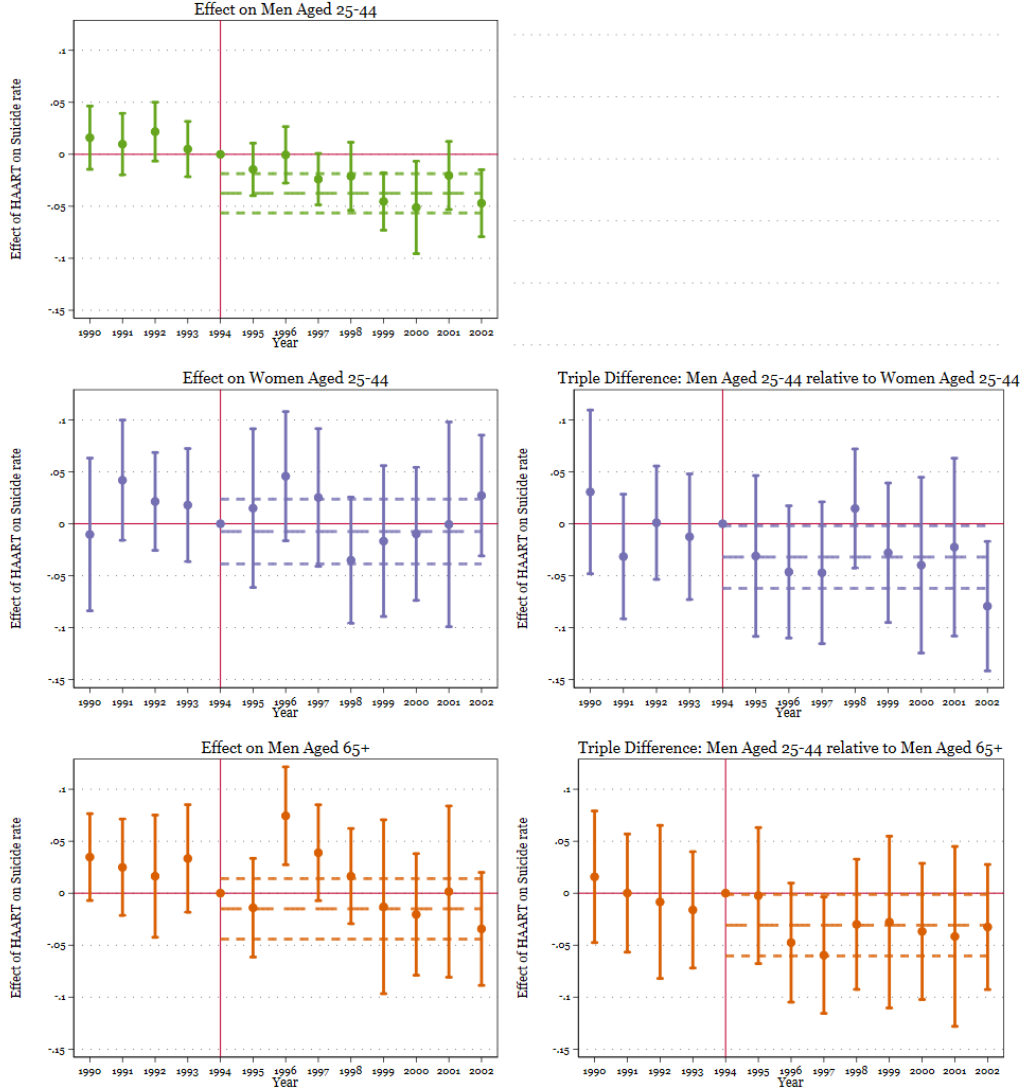 Effect on Men Aged 25-44
Effect of HAART on Suicide rate
.1
.05
0
-.05
-.1
-.15
1990 1991 1992 1993 1994 1995 1996 1997 1998 1999 2000 2001 2002
Year
Effect on Women Aged 25-44
Effect of HAART on Suicide rate
.1
.05
0
-.05
-.1
-.15
1990 1991 1992 1993 1994 1995 1996 1997 1998 1999 2000 2001 2002
Year
Triple Difference: Men Aged 25-44 relative to Women Aged 25-44
Effect of HAART on Suicide rate
.1
.05
0
-.05
-.1
-.15
1990 1991 1992 1993 1994 1995 1996 1997 1998 1999 2000 2001 2002
Year
Effect on Men Aged 65+
Effect of HAART on Suicide rate
.1
.05
0
-.05
-.1
-.15
1990 1991 1992 1993 1994 1995 1996 1997 1998 1999 2000 2001 2002
Year
Triple Difference: Men Aged 25-44 relative to Men Aged 65+
Effect of HAART on Suicide rate
.1
.05
0
-.05
-.1
-.15
1990 1991 1992 1993 1994 1995 1996 1997 1998 1999 2000 2001 2002
Year